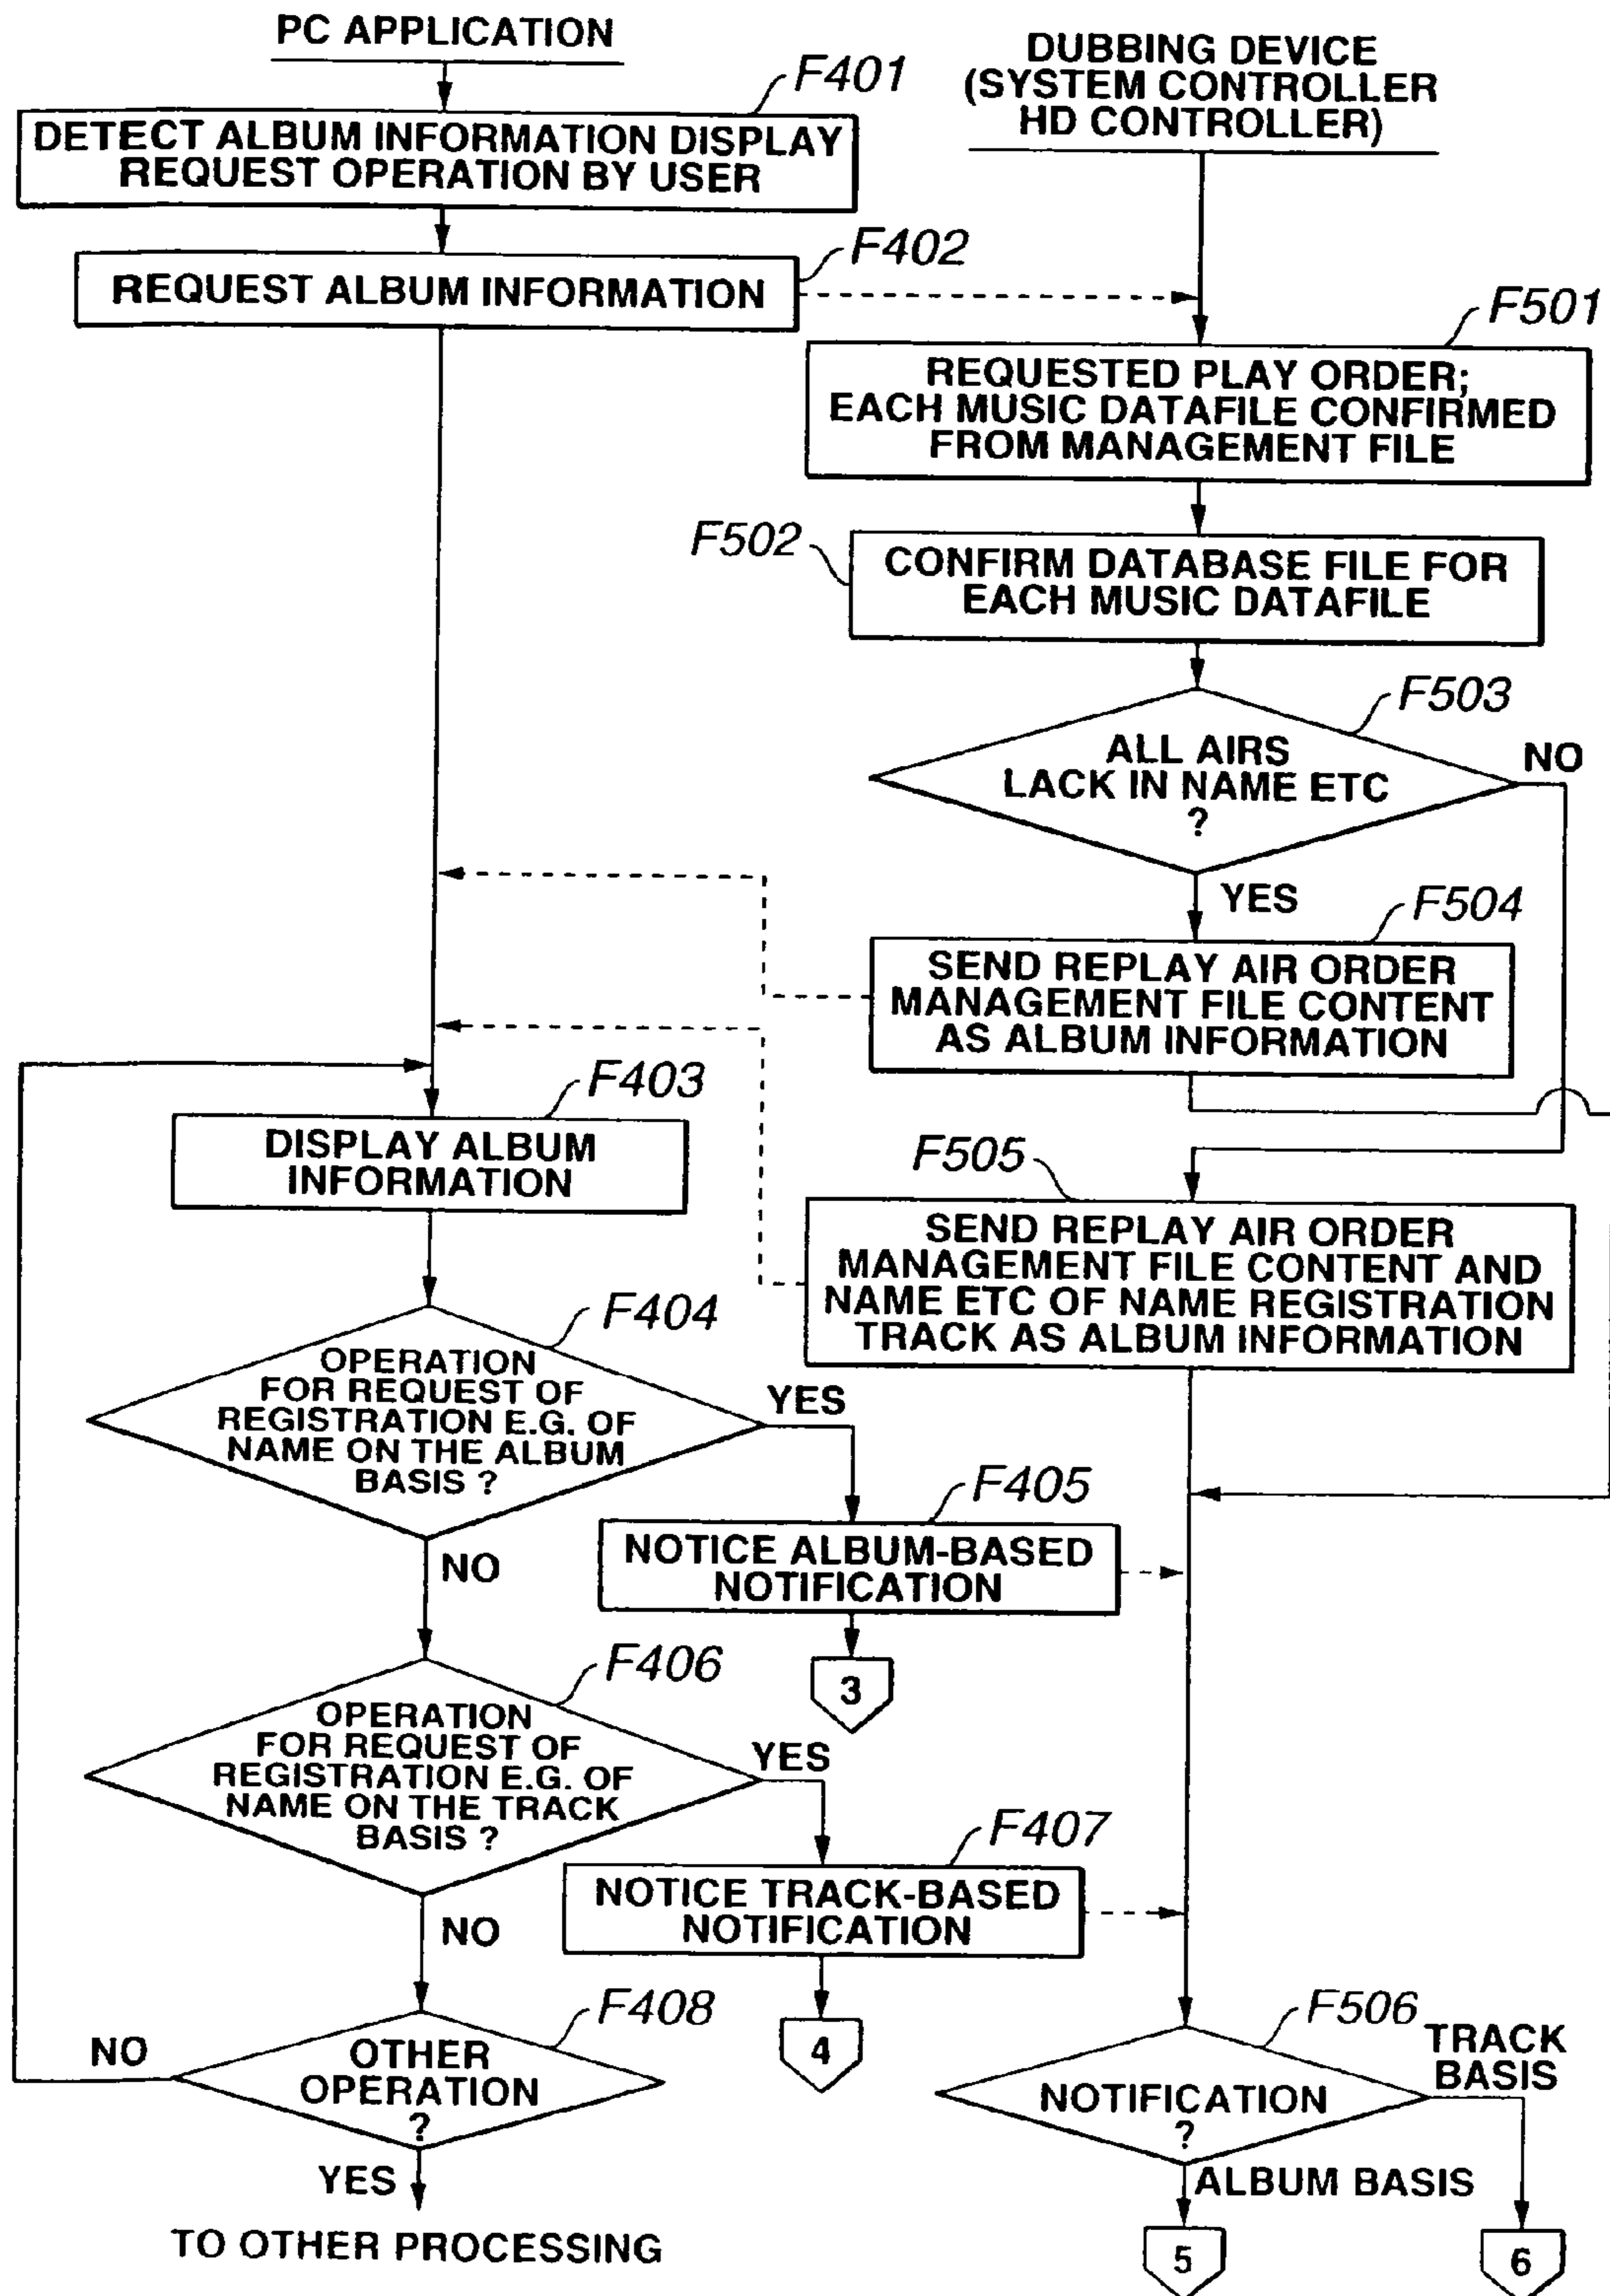 PC APPLICATION
F401
DETECT ALBUM INFORMATION DISPLAY
REQUEST OPERATION BY USER
F402
REQUEST ALBUM INFORMATION
DUBBING DEVICE
(SYSTEM CONTROLLER
HD CONTROLLER)
F501
REQUESTED PLAY ORDER;
EACH MUSIC DATAFILE CONFIRMED
FROM MANAGEMENT FILE
F502
CONFIRM DATABASE FILE FOR
EACH MUSIC DATAFILE
F503
ALL AIRS
LACK IN NAME ETC
?
NO
YES
F504
SEND REPLAY AIR ORDER
MANAGEMENT FILE CONTENT
AS ALBUM INFORMATION
F403
DISPLAY ALBUM
INFORMATION
F505
SEND REPLAY AIR ORDER
MANAGEMENT FILE CONTENT AND
NAME ETC OF NAME REGISTRATION
TRACK AS ALBUM INFORMATION
F404
OPERATION
FOR REQUEST OF
REGISTRATION E.G. OF
NAME ON THE ALBUM
BASIS ?
YES
NO
F405
NOTICE ALBUM-BASED
NOTIFICATION
3
F406
OPERATION
FOR REQUEST OF
REGISTRATION E.G. OF
NAME ON THE TRACK
BASIS ?
YES
NO
F407
NOTICE TRACK-BASED
NOTIFICATION
4
F408
OTHER
OPERATION
?
NO
YES
TO OTHER PROCESSING
F506
NOTIFICATION
?
TRACK
BASIS
ALBUM BASIS
5
6